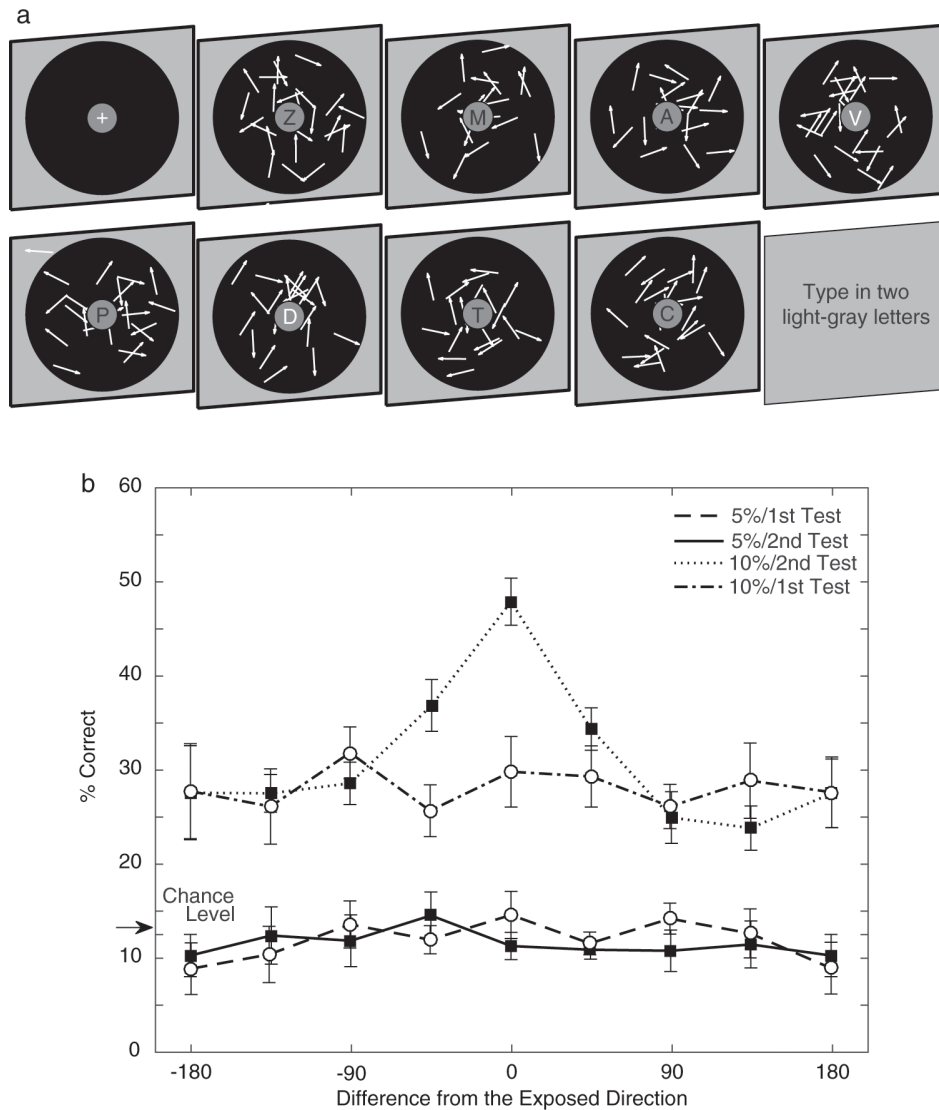 a
+
Z
M
A
V
P
D
T
C
Type in two
light-gray letters
b
60
50
40
30
20
10
0
% Correct
5%/1st Test
5%/2nd Test
10%/2nd Test
10%/1st Test
Chance
Level
-180
-90
0
90
180
Difference from the Exposed Direction